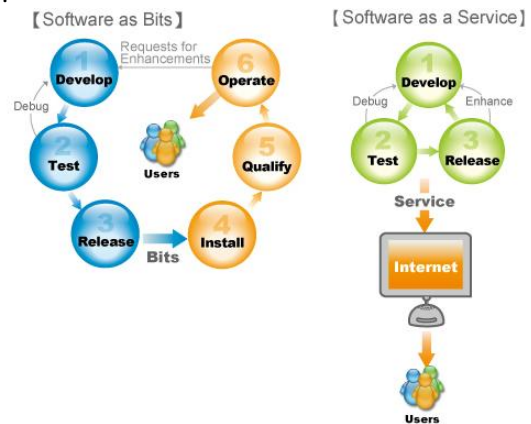 【Software as Bits】
Requests for
Enhancements
1
Develop
6
Operate
Debug
2
Test
Users
5
Qualify
3
Release
Bits
4
Install
【Software as a Service】
1
Develop
Debug
Enhance
2
Test
3
Release
Service
Internet
Users